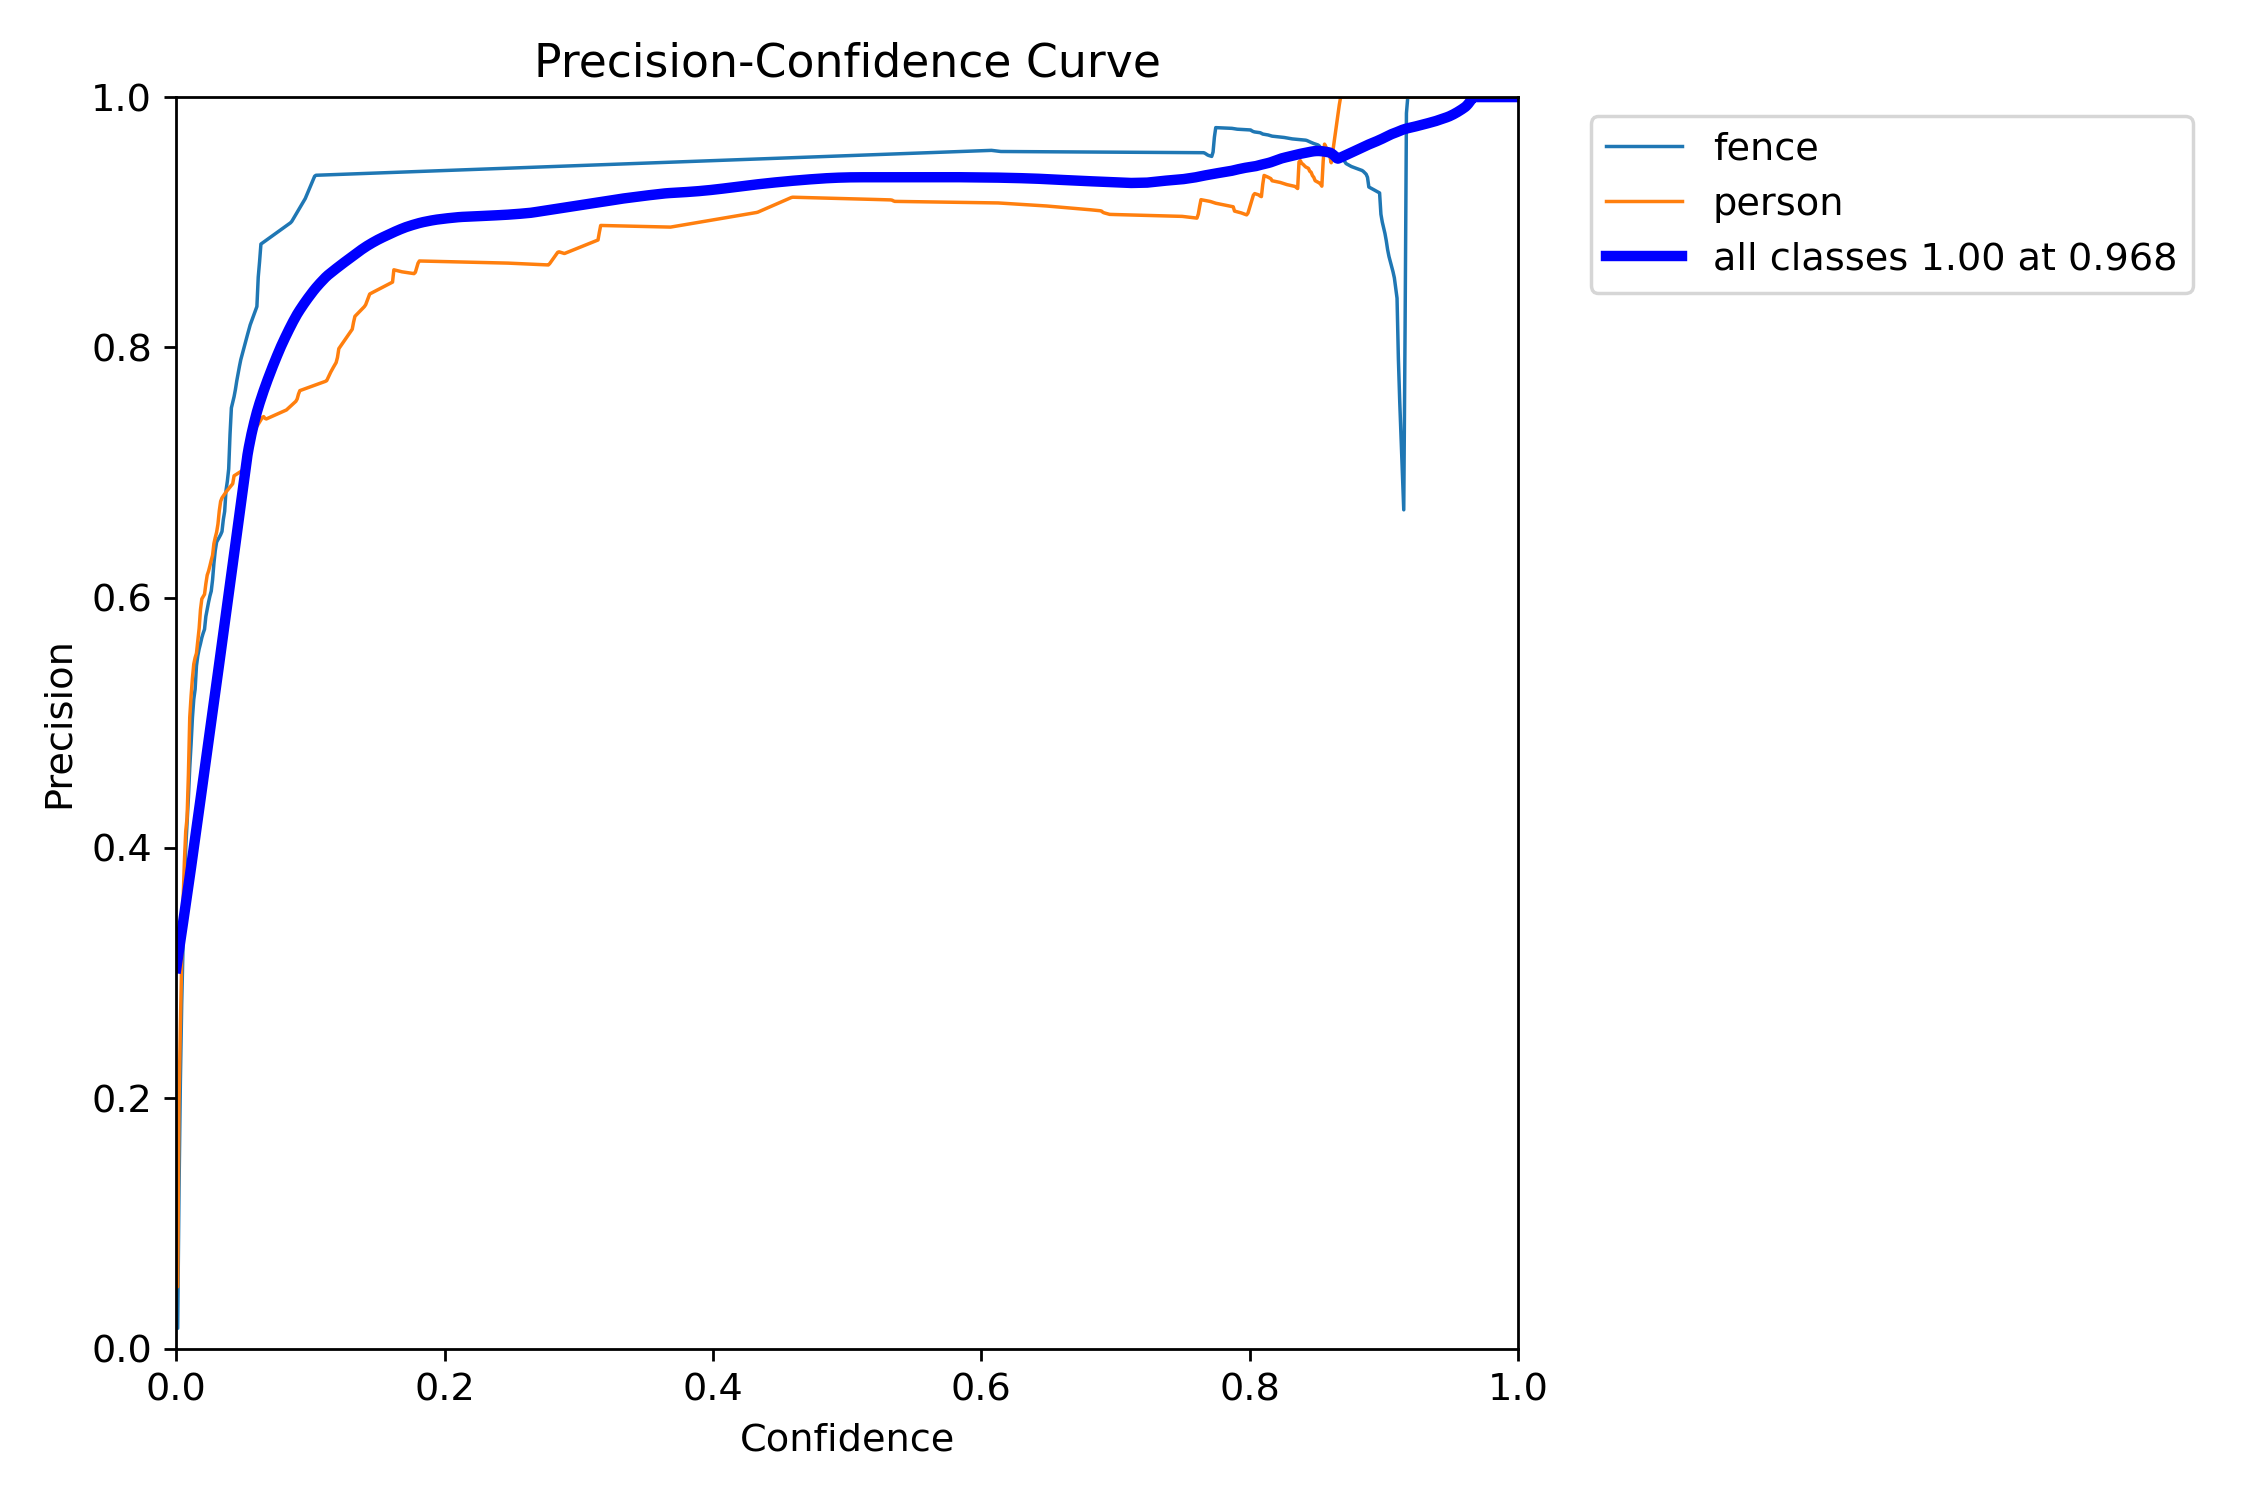 Precision-Confidence Curve
1.0
0.8
0.6
0.4
0.2
0.0
Precision
0.0 0.2 0.4 0.6 0.8 1.0
Confidence
fence
person
all classes 1.00 at 0.968